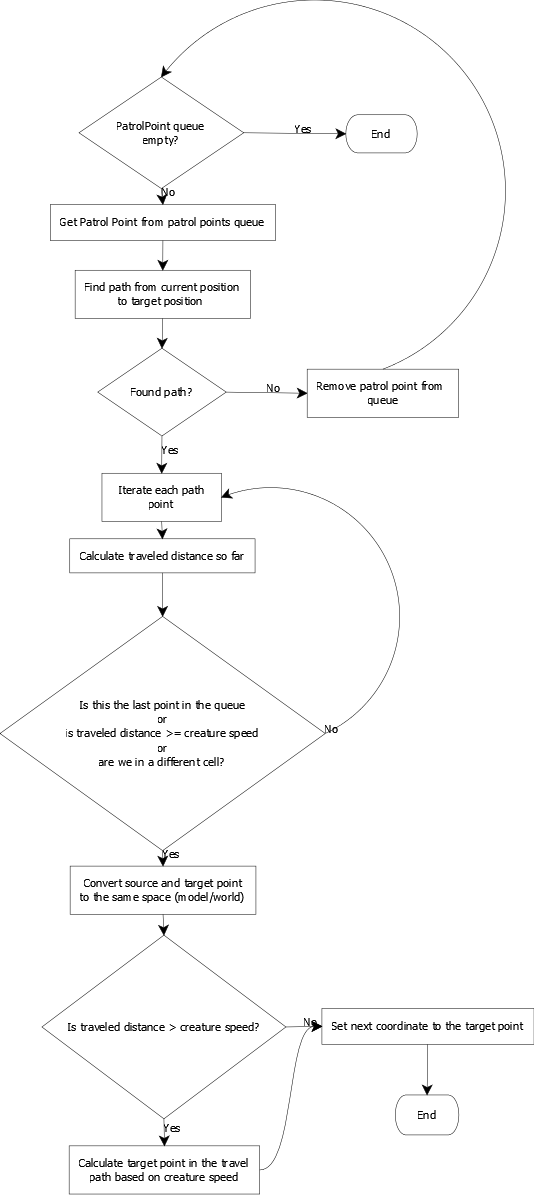 PatrolPoint queue
empty?
Yes
End
No
Get Patrol Point from patrol points queue
Find path from current position
to target position
Found path?
No
Remove patrol point from
queue
Yes
Iterate each path
point
Calculate traveled distance so far
Is this the last point in the queue
or
is traveled distance >= creature speed
or
are we in a different cell?
No
Yes
Convert source and target point
to the same space (model/world)
Is traveled distance > creature speed?
No
Set next coordinate to the target point
Yes
End
Calculate target point in the travel
path based on creature speed